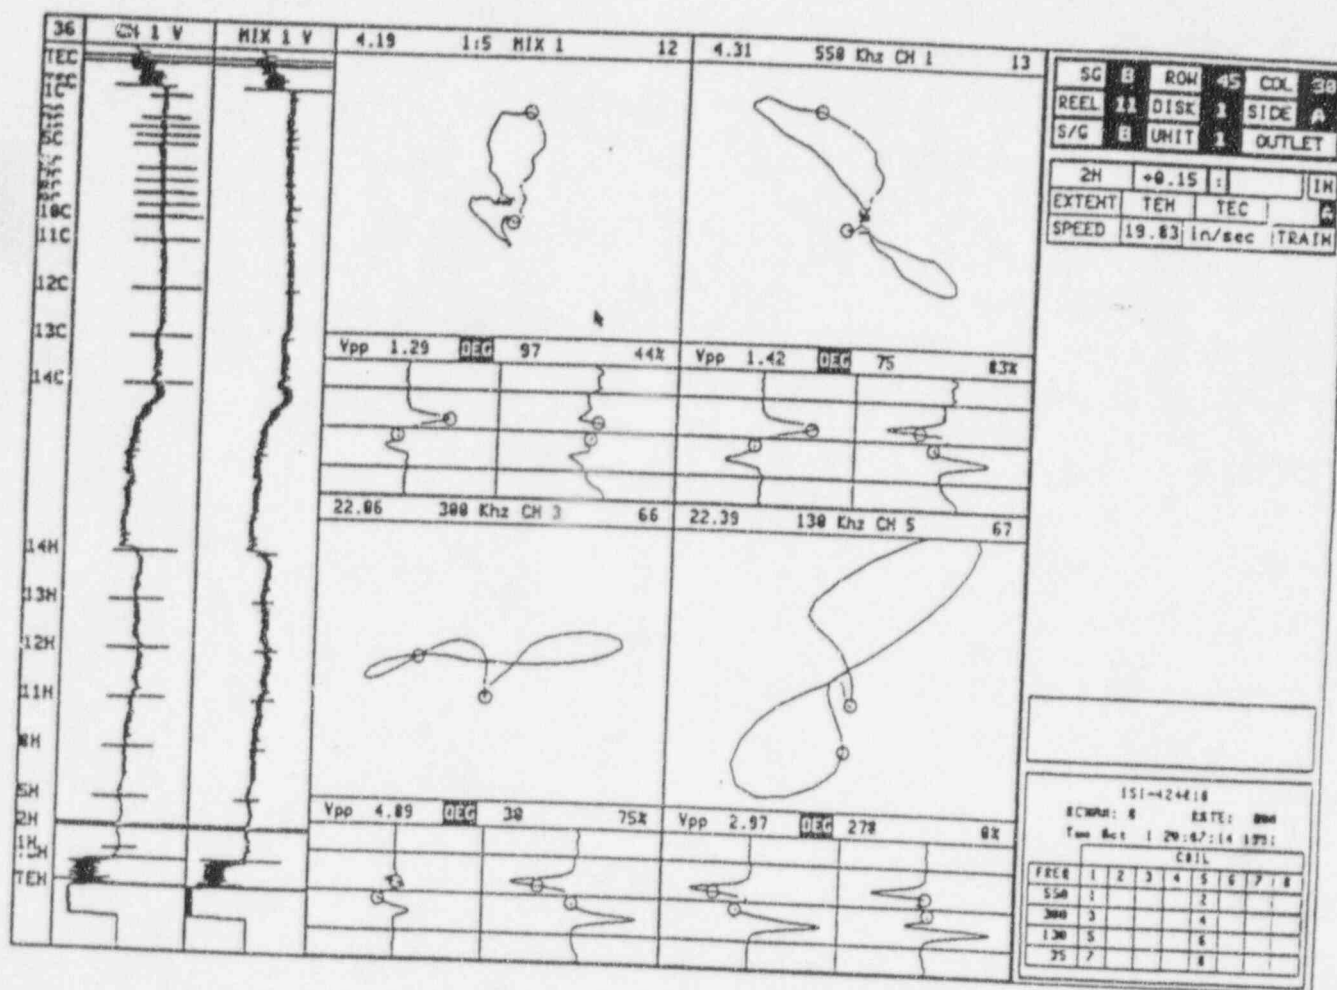 36 CH 1 V MIX 1 V
4.19 1:5 MIX 1 12
4.31 550 Khz CH 1 13
TEC
10C
11C
12C
13C
14C
14H
13H
12H
11H
8H
5H
2H
1H
TEH
Vpp 1.29 DEG 97 44%
Vpp 1.42 DEG 75 83%
22.06 300 Khz CH 3 66
22.39 130 Khz CH 5 67
Vpp 4.89 DEG 30 75%
Vpp 2.97 DEG 278 0%
SG B ROW 45 COL 30
REEL 11 DISK 1 SIDE A
S/G B UNIT 1 OUTLET
2H +0.15 : IN
EXTENT TEH TEC
SPEED 19.83 in/sec TRAIN
RATE:
COIL
FREQ 1 2 3 4 5 6 7 8
550 1 2
300 3 4
130 5 6
35 7 8